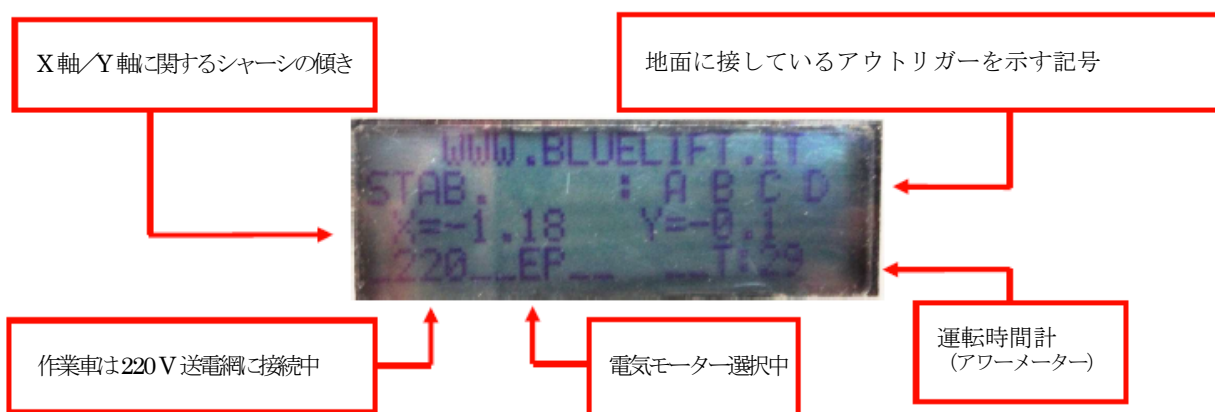 X軸/Y軸に関するシャーシの傾き
地面に接しているアウトリガーを示す記号
WWW.BLUELIFT.IT
STAB. : A B C D
X=-1.18 Y=-0.1
_220__EP__ __T:29
作業車は220V送電網に接続中
電気モーター選択中
運転時間計
(アワーメーター)